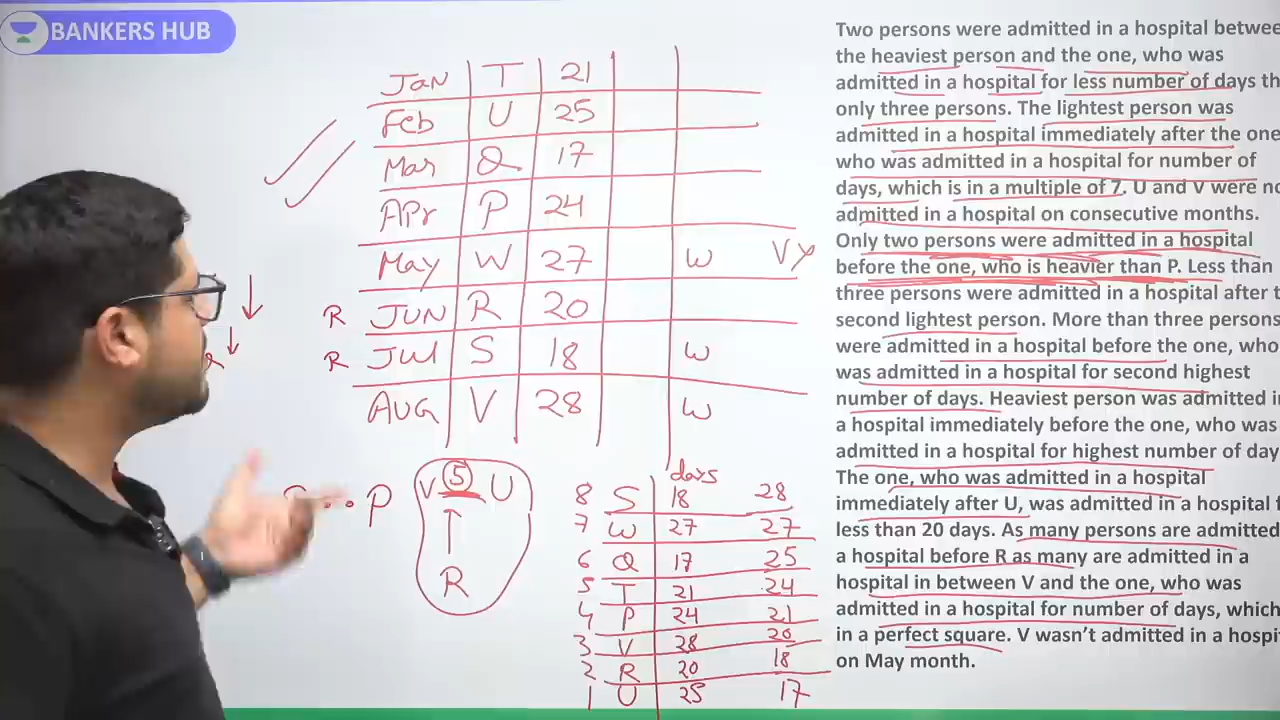 BANKERS HUB
Two persons were admitted in a hospital betwee
the heaviest person and the one, who was
admitted in a hospital for less number of days th
only three persons. The lightest person was
admitted in a hospital immediately after the one
who was admitted in a hospital for number of
days, which is in a multiple of 7. U and V were no
admitted in a hospital on consecutive months.
Only two persons were admitted in a hospital
before the one, who is heavier than P. Less than
three persons were admitted in a hospital after t
second lightest person. More than three persons
were admitted in a hospital before the one, who
was admitted in a hospital for second highest
number of days. Heaviest person was admitted in
a hospital immediately before the one, who was
admitted in a hospital for highest number of day
The one, who was admitted in a hospital
immediately after U, was admitted in a hospital f
less than 20 days. As many persons are admitted
a hospital before R as many are admitted in a
hospital in between V and the one, who was
admitted in a hospital for number of days, which
in a perfect square. V wasn't admitted in a hospi
on May month.
Jan T 21
Feb U 25
Mar Q 17
APr P 24
May W 27 W V
R JUN R 20
R Jul S 18 W
AUG V 28 W
P
V 5 U
R
days
8 S 18 28
7 W 27 27
6 Q 17 25
5 T 21 24
4 P 24 21
3 V 28 20
2 R 20 18
1 U 25 17